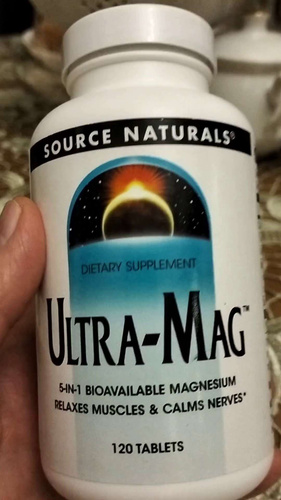 SOURCE NATURALS®
DIETARY SUPPLEMENT
ULTRA-MAG™
5-IN-1 BIOAVAILABLE MAGNESIUM
RELAXES MUSCLES & CALMS NERVES*
120 TABLETS